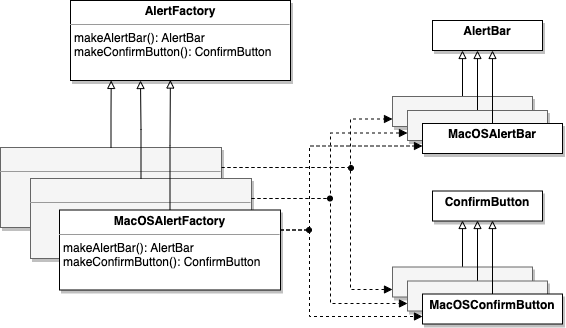 AlertFactory
makeAlertBar(): AlertBar
makeConfirmButton(): ConfirmButton
AlertBar
MacOSAlertBar
ConfirmButton
MacOSAlertFactory
makeAlertBar(): AlertBar
makeConfirmButton(): ConfirmButton
MacOSConfirmButton